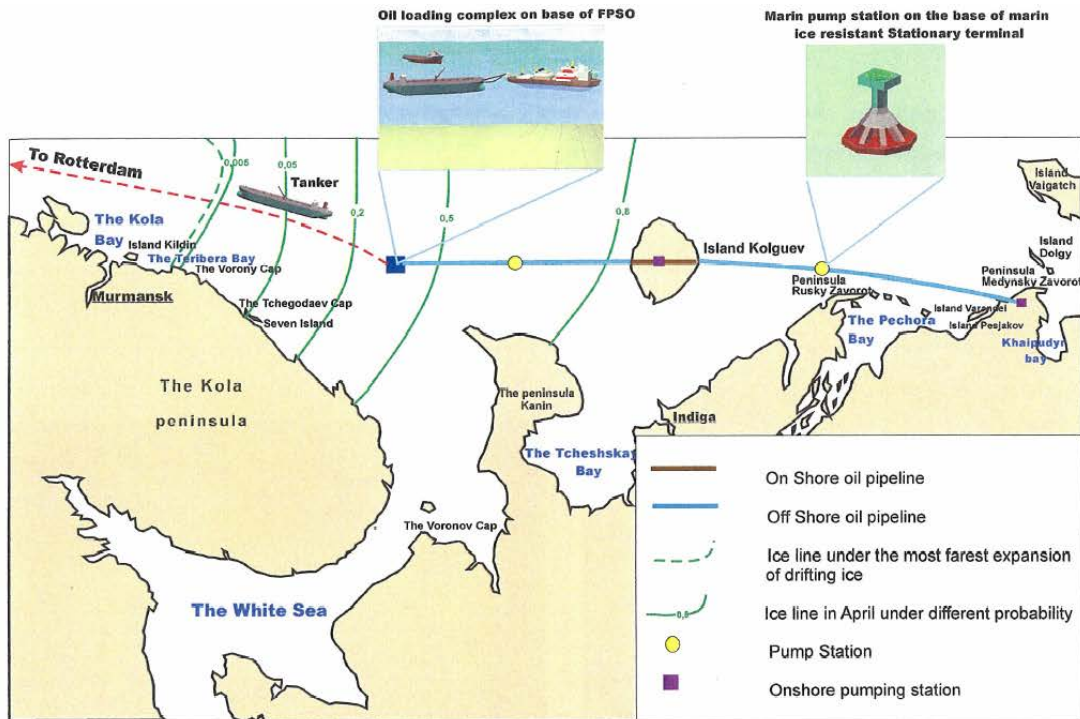 Oil loading complex on base of FPSO
Marin pump station on the base of marin
ice resistant Stationary terminal
To Rotterdam
0,005
0,05
Tanker
0,2
0,5
0,8
Island
Vaigatch
The Kola
Bay
Island Kildin
The Teribera Bay
The Vorony Cap
Murmansk
Island Kolguev
Island
Dolgy
Peninsula
Medynsky Zavorot
Peninsula
Rusky Zavorot
The Tchegodaev Cap
Seven Island
Island Varandei
Island Pesjakov
The Pechora
Bay
Khaipudyr
bay
The Kola
peninsula
The peninsula
Kanin
Indiga
The Tcheshskay
Bay
The Voronov Cap
The White Sea
On Shore oil pipeline
Off Shore oil pipeline
Ice line under the most farest expansion
of drifting ice
0,8
Ice line in April under different probability
Pump Station
Onshore pumping station